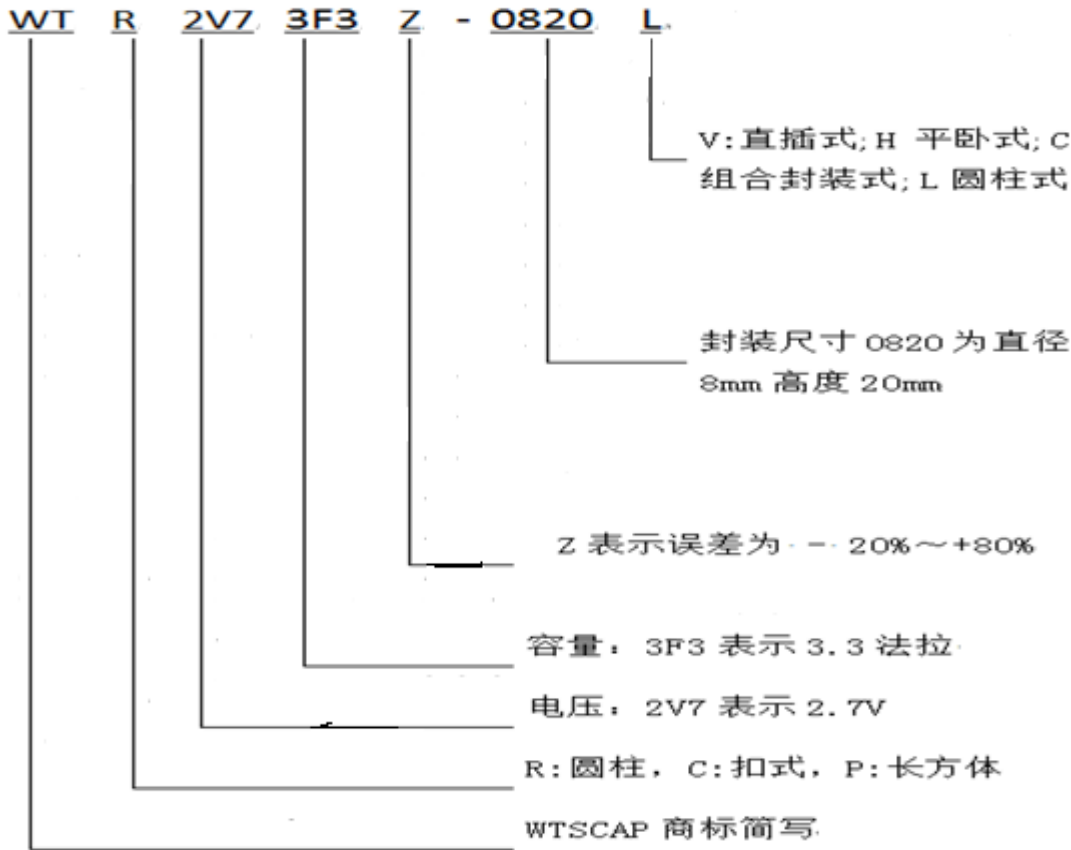 WT R 2V7 3F3 Z - 0820 L
V:直插式;H 平卧式;C
组合封装式;L 圆柱式
封装尺寸 0820 为直径
8mm 高度 20mm
Z 表示误差为 - 20%～+80%
容量：3F3 表示 3.3 法拉
电压：2V7 表示 2.7V
R:圆柱，C:扣式，P:长方体
WTSCAP 商标简写